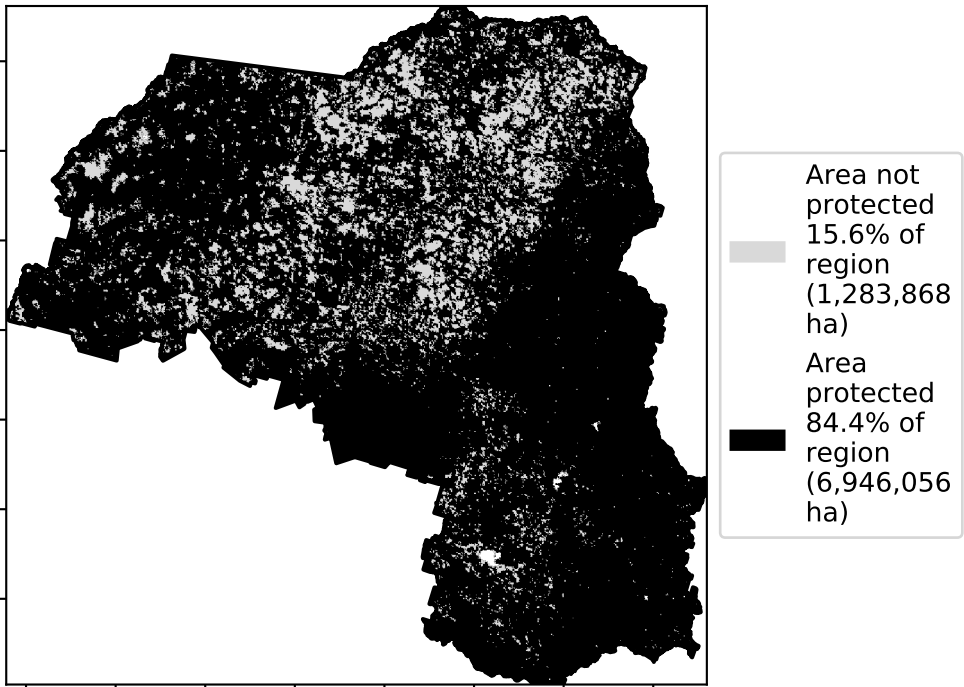 Area not
protected
15.6% of
region
(1,283,868
ha)
Area
protected
84.4% of
region
(6,946,056
ha)